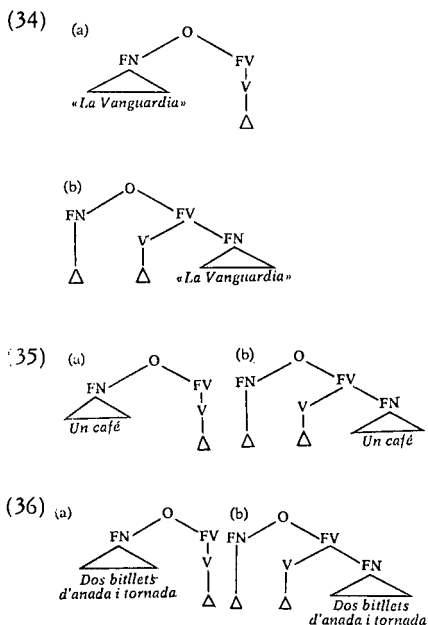 (34)
(a)
O
FN FV
V
«La Vanguardia»
Δ
(b)
O
FN FV
V FN
Δ Δ «La Vanguardia»
(35) (a) (b)
O O
FN FV FN FV
V V FN
Un café Un café
Δ Δ Δ
(36) (a) (b)
O O
FN FV FN FV
V V FN
Dos bitllets Dos bitllets
d'anada i tornada Δ Δ Δ d'anada i tornada